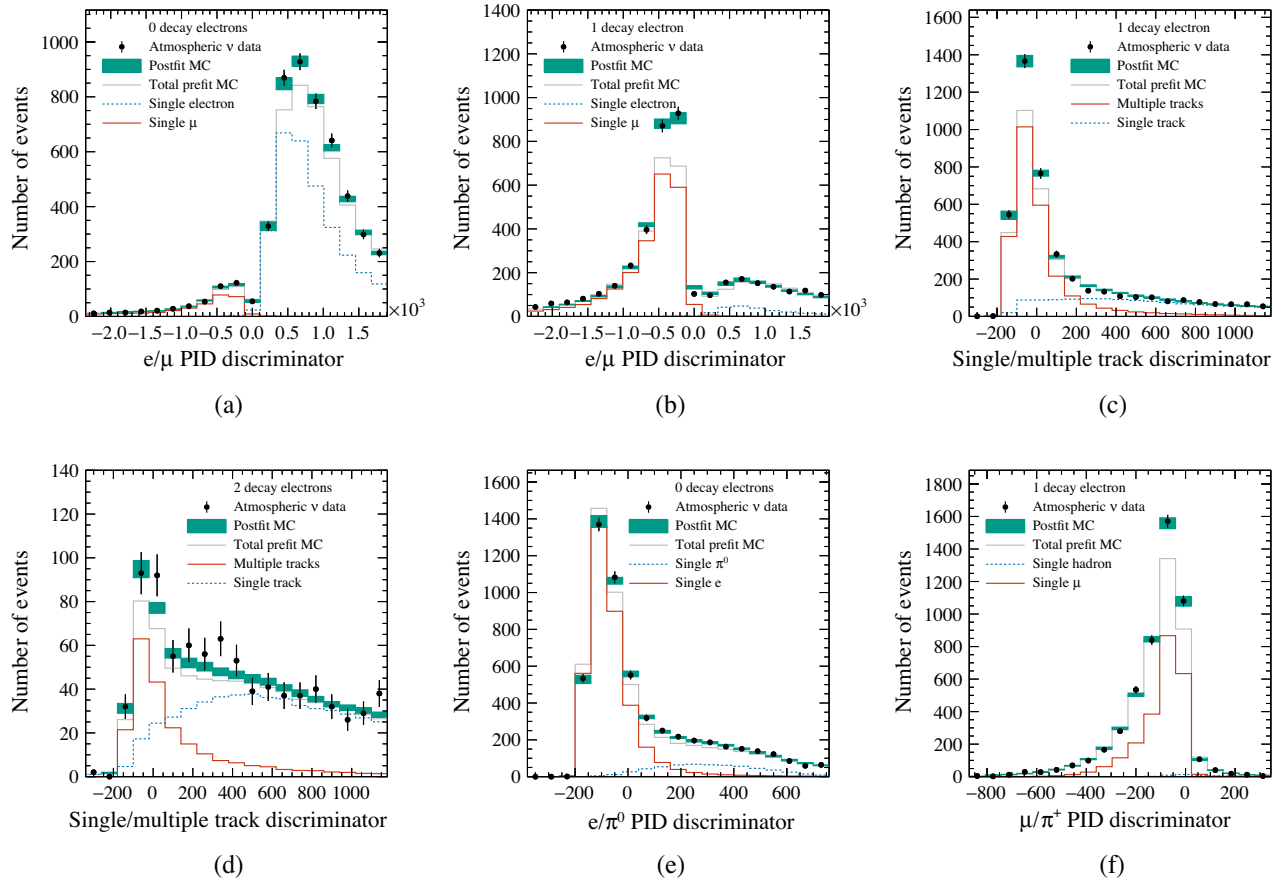 0 decay electrons
Atmospheric ν data
Postfit MC
Total prefit MC
Single electron
Single μ
Number of events
1000
800
600
400
200
0
−2.0 −1.5 −1.0 −0.5 0.0 0.5 1.0 1.5
×10³
e/μ PID discriminator
(a)
1 decay electron
Atmospheric ν data
Postfit MC
Total prefit MC
Single electron
Single μ
Number of events
1400
1200
1000
800
600
400
200
0
−2.0 −1.5 −1.0 −0.5 0.0 0.5 1.0 1.5
×10³
e/μ PID discriminator
(b)
1 decay electron
Atmospheric ν data
Postfit MC
Total prefit MC
Multiple tracks
Single track
Number of events
1600
1400
1200
1000
800
600
400
200
0
−200 0 200 400 600 800 1000
Single/multiple track discriminator
(c)
2 decay electrons
Atmospheric ν data
Postfit MC
Total prefit MC
Multiple tracks
Single track
Number of events
140
120
100
80
60
40
20
0
−200 0 200 400 600 800 1000
Single/multiple track discriminator
(d)
0 decay electrons
Atmospheric ν data
Postfit MC
Total prefit MC
Single π⁰
Single e
Number of events
1600
1400
1200
1000
800
600
400
200
0
−200 0 200 400 600
e/π⁰ PID discriminator
(e)
1 decay electron
Atmospheric ν data
Postfit MC
Total prefit MC
Single hadron
Single μ
Number of events
1800
1600
1400
1200
1000
800
600
400
200
0
−800 −600 −400 −200 0 200
μ/π⁺ PID discriminator
(f)